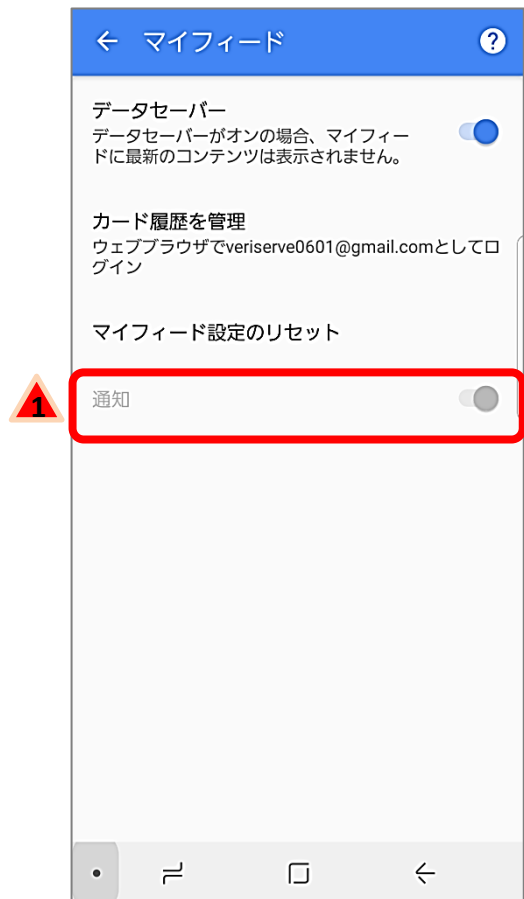 マイフィード
データセーバー
データセーバーがオンの場合、マイフィー
ドに最新のコンテンツは表示されません。
カード履歴を管理
ウェブブラウザでveriserve0601@gmail.comとしてロ
グイン
マイフィード設定のリセット
1
通知